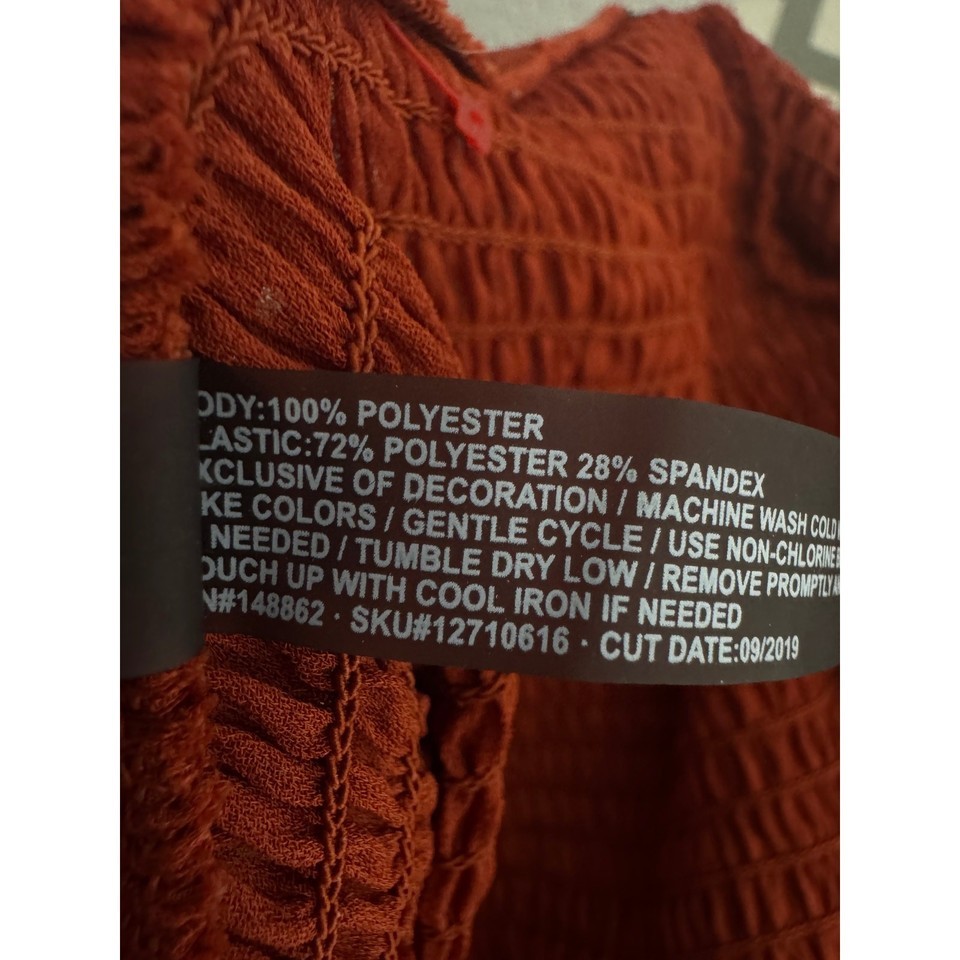 ODY:100% POLYESTER
LASTIC:72% POLYESTER 28% SPANDEX
XCLUSIVE OF DECORATION / MACHINE WASH COLD
KE COLORS / GENTLE CYCLE / USE NON-CHLORINE
NEEDED / TUMBLE DRY LOW / REMOVE PROMPTLY
OUCH UP WITH COOL IRON IF NEEDED
N#148862 · SKU#12710616 · CUT DATE:09/2019